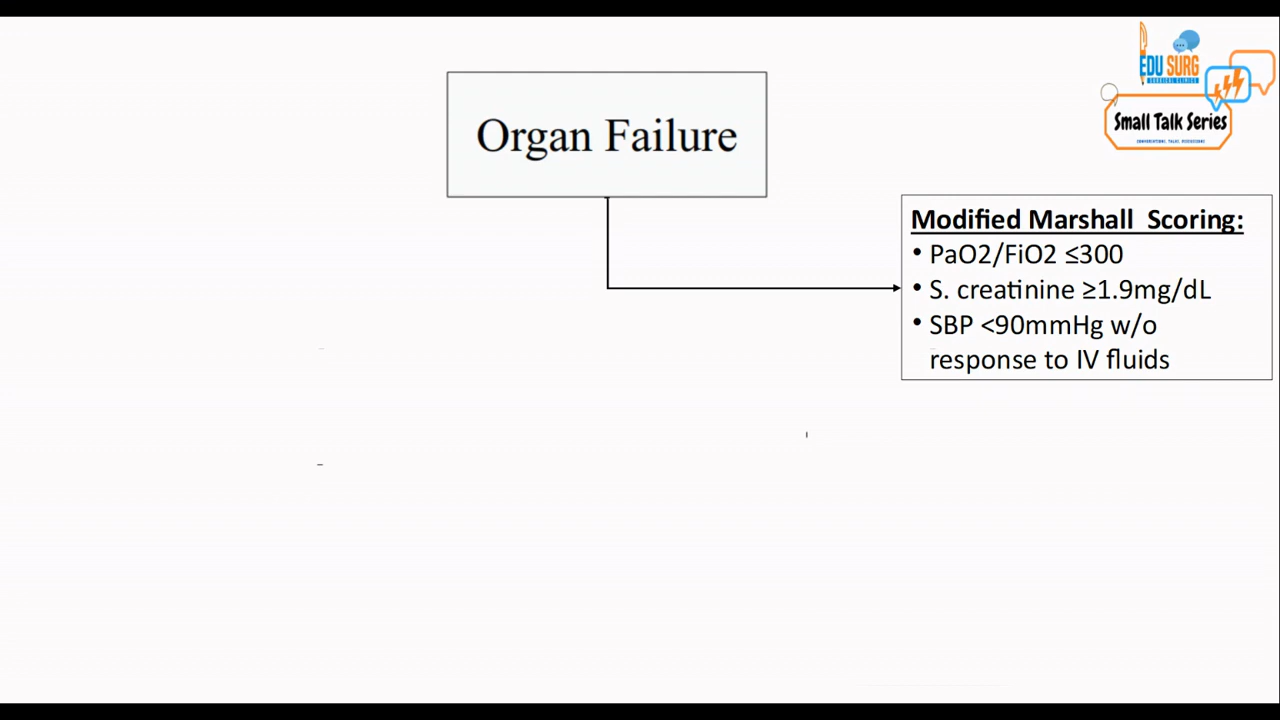 EDU SURG
Small Talk Series
Organ Failure
Modified Marshall Scoring:
• PaO2/FiO2 ≤300
• S. creatinine ≥1.9mg/dL
• SBP <90mmHg w/o
response to IV fluids